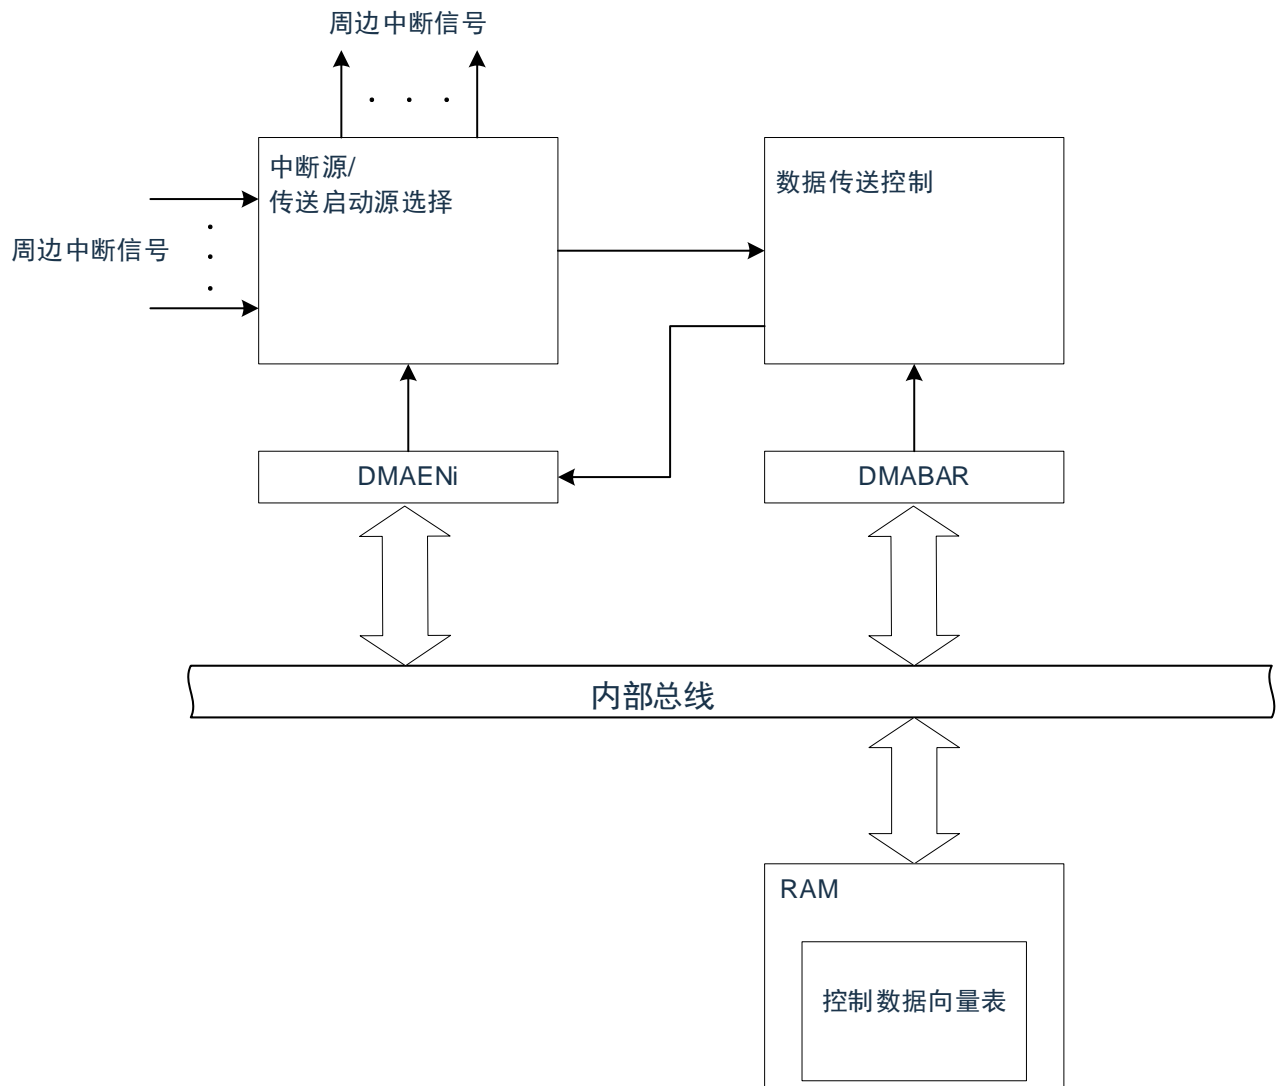 周边中断信号
中断源/
传送启动源选择
数据传送控制
周边中断信号
DMAENi
DMABAR
内部总线
RAM
控制数据向量表